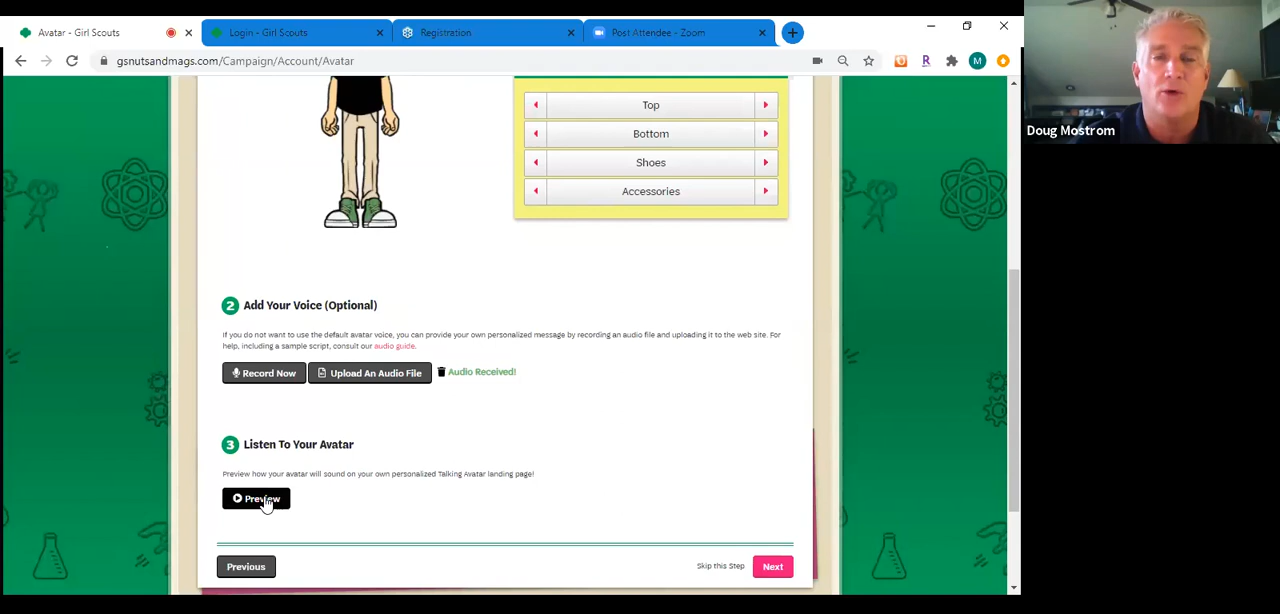 Avatar - Girl Scouts
Login - Girl Scouts
Registration
Post Attendee - Zoom
gsnutsandmags.com/Campaign/Account/Avatar
R
M
Doug Mostrom
Top
Bottom
Shoes
Accessories
2 Add Your Voice (Optional)
If you do not want to use the default avatar voice, you can provide your own personalized message by recording an audio file and uploading it to the web site. For
help, including a sample script, consult our audio guide.
Record Now
Upload An Audio File
Audio Received!
3 Listen To Your Avatar
Preview how your avatar will sound on your own personalized Talking Avatar landing page!
Preview
Previous
Skip this Step
Next